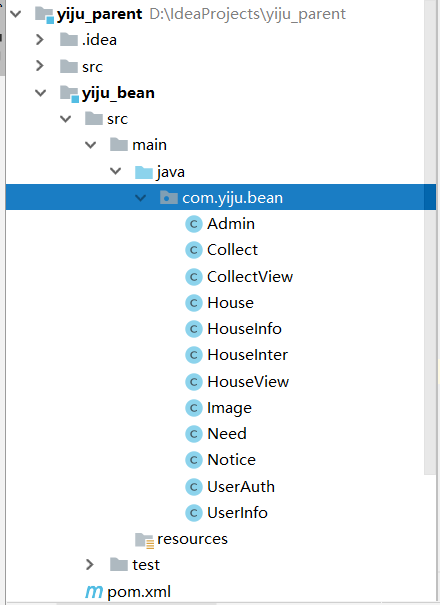 yiju_parent D:\IdeaProjects\yiju_parent
.idea
src
yiju_bean
src
main
java
com.yiju.bean
Admin
Collect
CollectView
House
HouseInfo
HouseInter
HouseView
Image
Need
Notice
UserAuth
UserInfo
resources
test
pom.xml